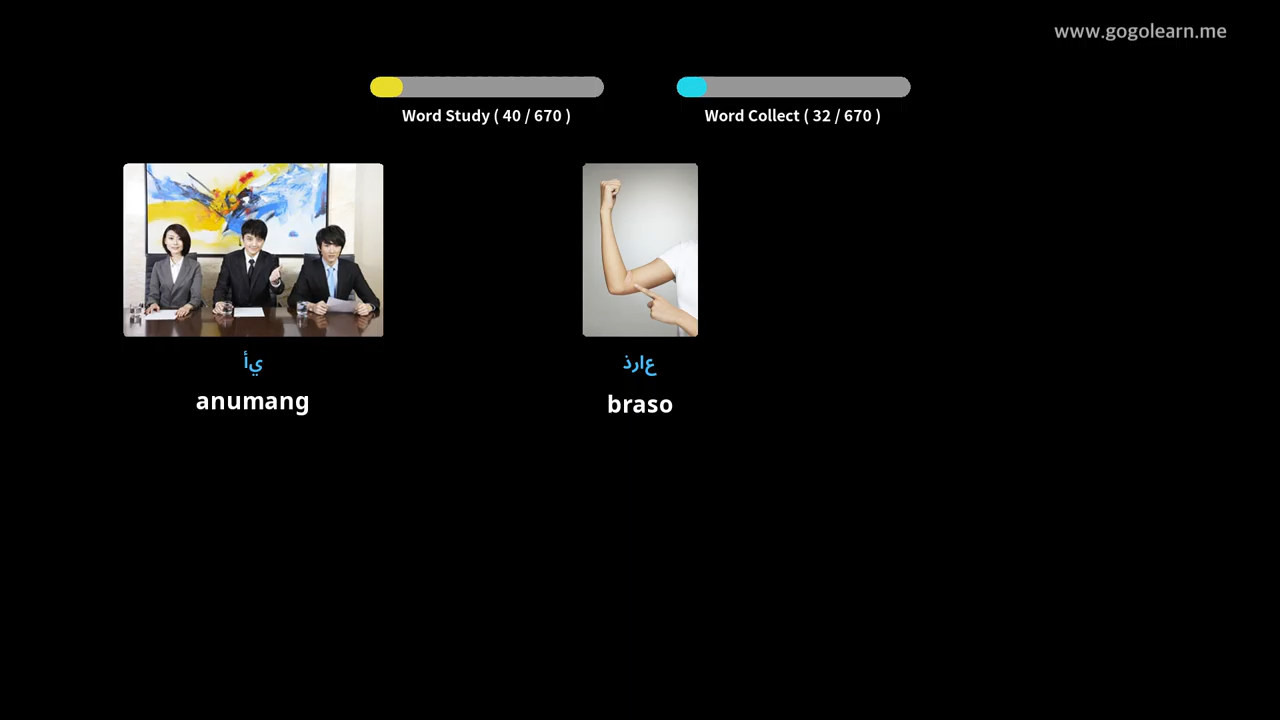 www.gogolearn.me
Word Study ( 40 / 670 )
Word Collect ( 32 / 670 )
أي
ذراع
anumang
braso